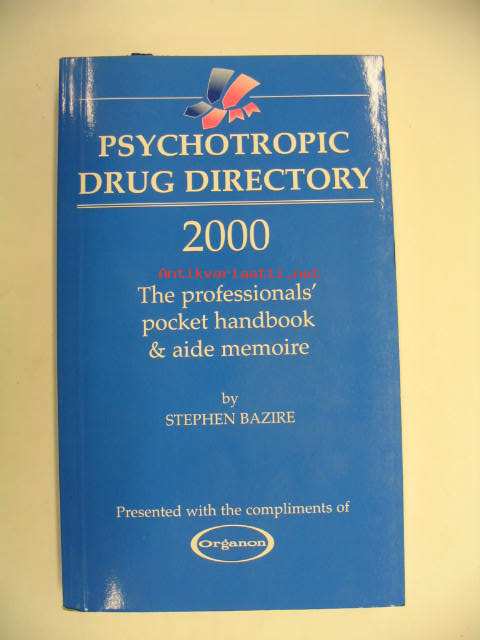 PSYCHOTROPIC
DRUG DIRECTORY
2000
Antikvariaatti.net
The professionals'
pocket handbook
& aide memoire
by
STEPHEN BAZIRE
Presented with the compliments of
Organon